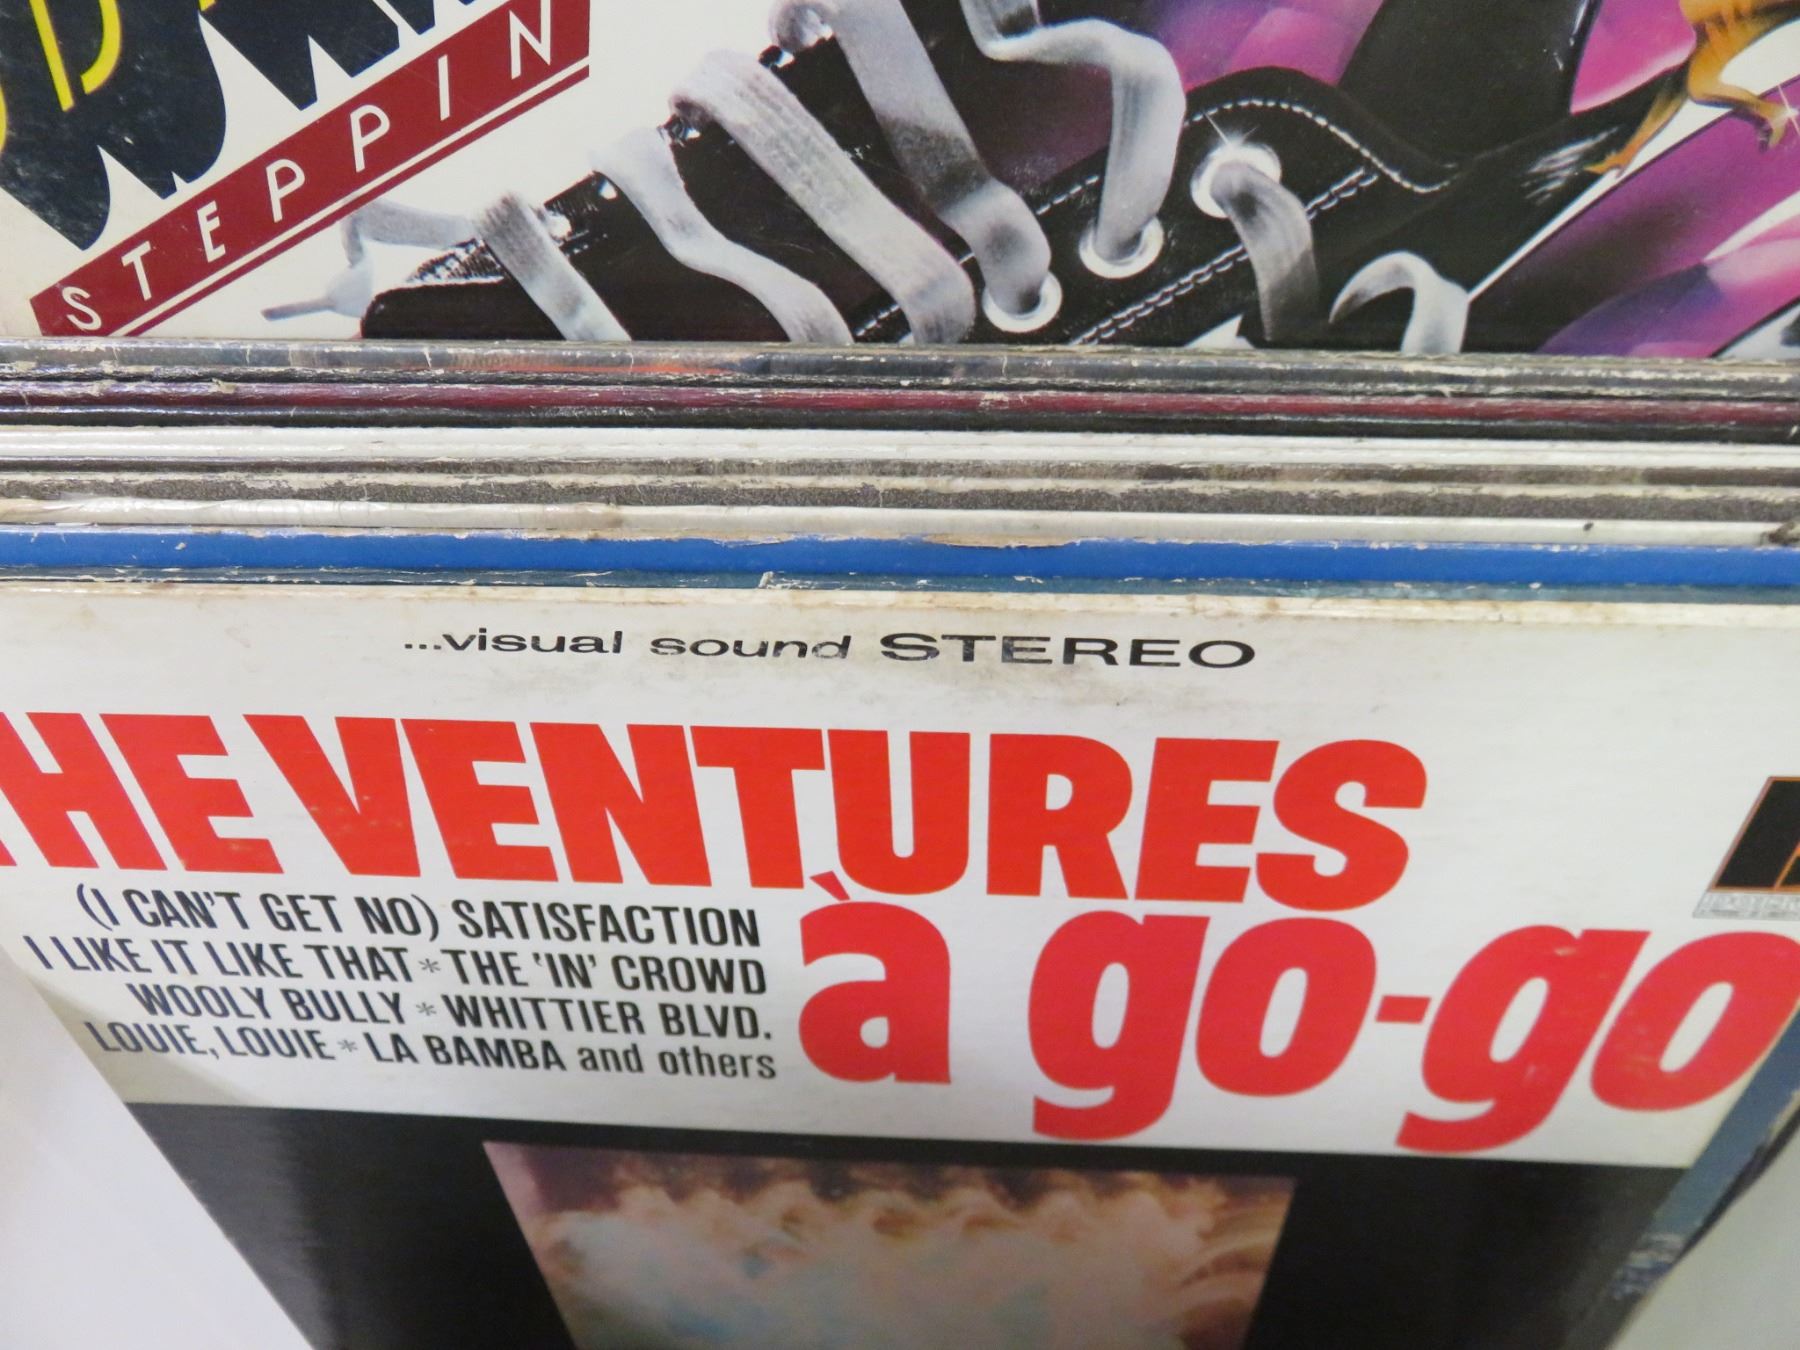 STEPPIN
...visual sound STEREO
THE VENTURES
à go-go
(I CAN'T GET NO) SATISFACTION
I LIKE IT LIKE THAT * THE 'IN' CROWD
WOOLY BULLY * WHITTIER BLVD.
LOUIE, LOUIE * LA BAMBA and others